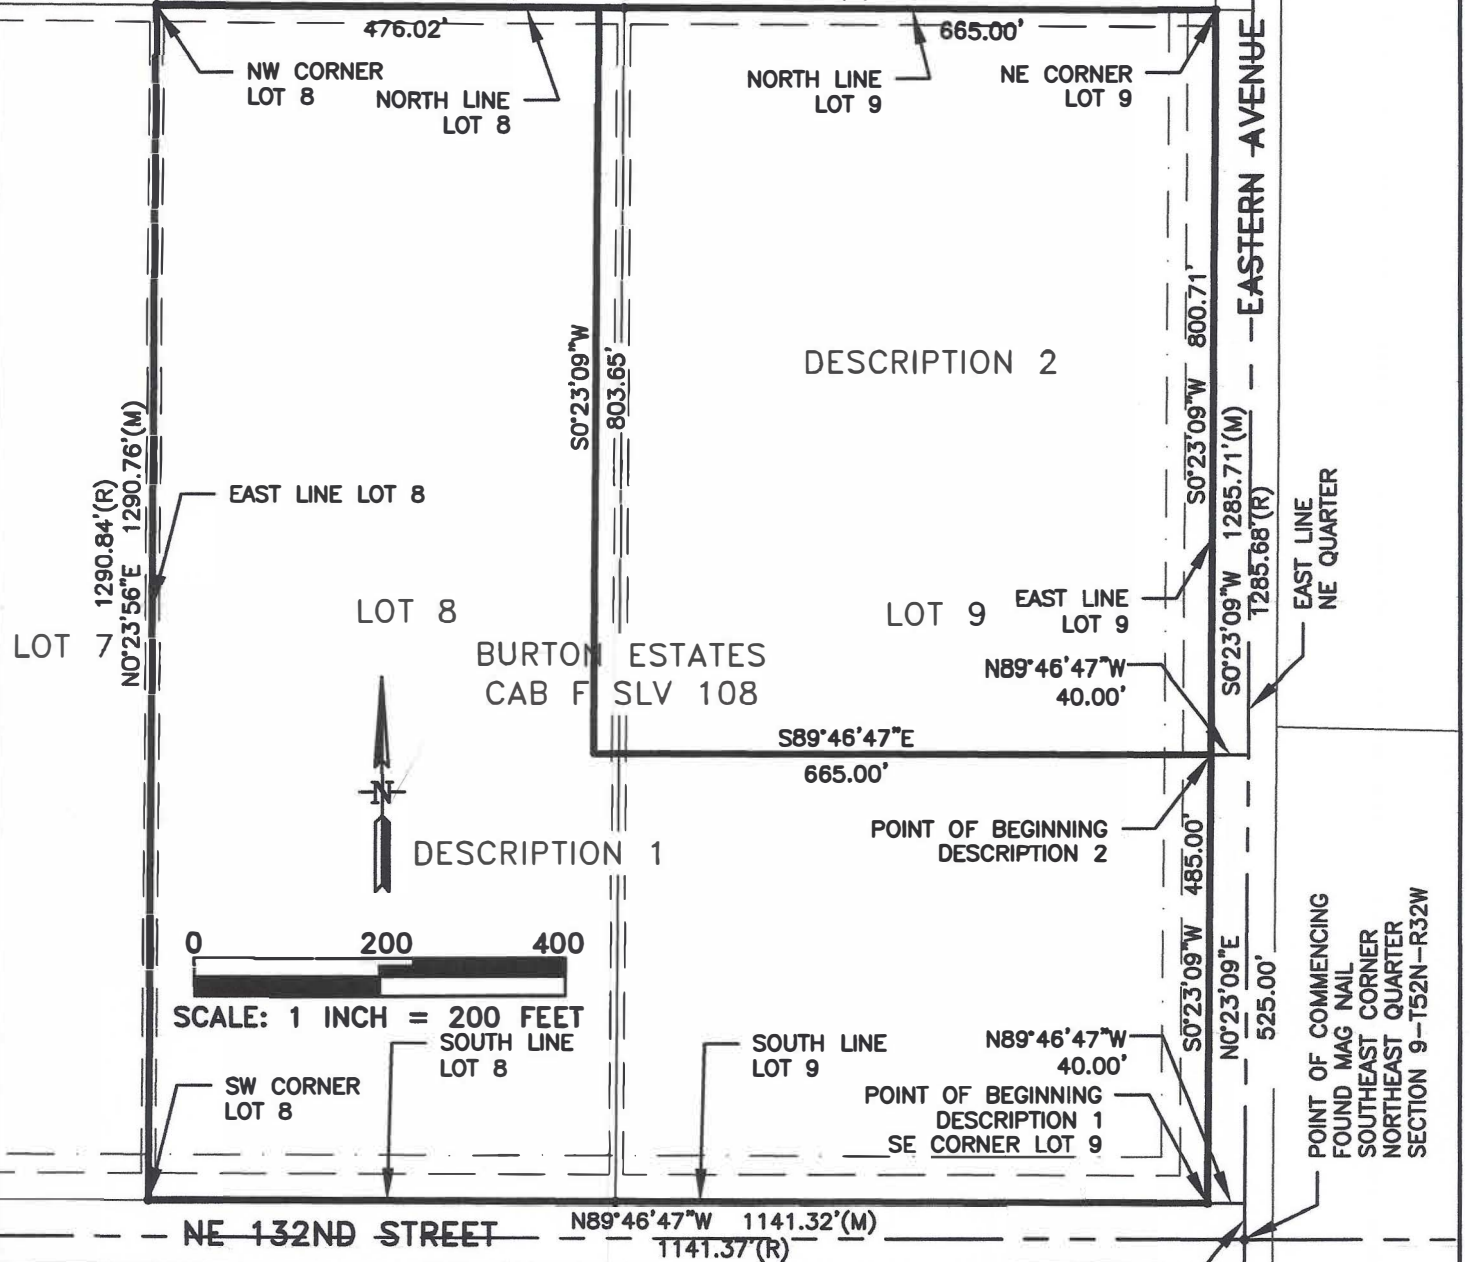 476.02'
665.00'
NW CORNER
LOT 8
NORTH LINE
LOT 8
NORTH LINE
LOT 9
NE CORNER
LOT 9
EASTERN AVENUE
S0°23'09"W
803.65'
DESCRIPTION 2
S0°23'09"W 800.71'
1290.84'(R)
N0°23'56"E 1290.76'(M)
EAST LINE LOT 8
S0°23'09"W 1285.71'(M)
1285.68'(R)
EAST LINE
NE QUARTER
LOT 7
LOT 8
LOT 9
EAST LINE
LOT 9
BURTON ESTATES
CAB F SLV 108
N89°46'47"W
40.00'
S89°46'47"E
665.00'
N
POINT OF BEGINNING
DESCRIPTION 2
DESCRIPTION 1
S0°23'09"W 485.00'
N0°23'09"E
525.00'
POINT OF COMMENCING
FOUND MAG NAIL
SOUTHEAST CORNER
NORTHEAST QUARTER
SECTION 9-T52N-R32W
0 200 400
SCALE: 1 INCH = 200 FEET
SOUTH LINE
LOT 8
SOUTH LINE
LOT 9
N89°46'47"W
40.00'
SW CORNER
LOT 8
POINT OF BEGINNING
DESCRIPTION 1
SE CORNER LOT 9
NE 132ND STREET
N89°46'47"W 1141.32'(M)
1141.37'(R)